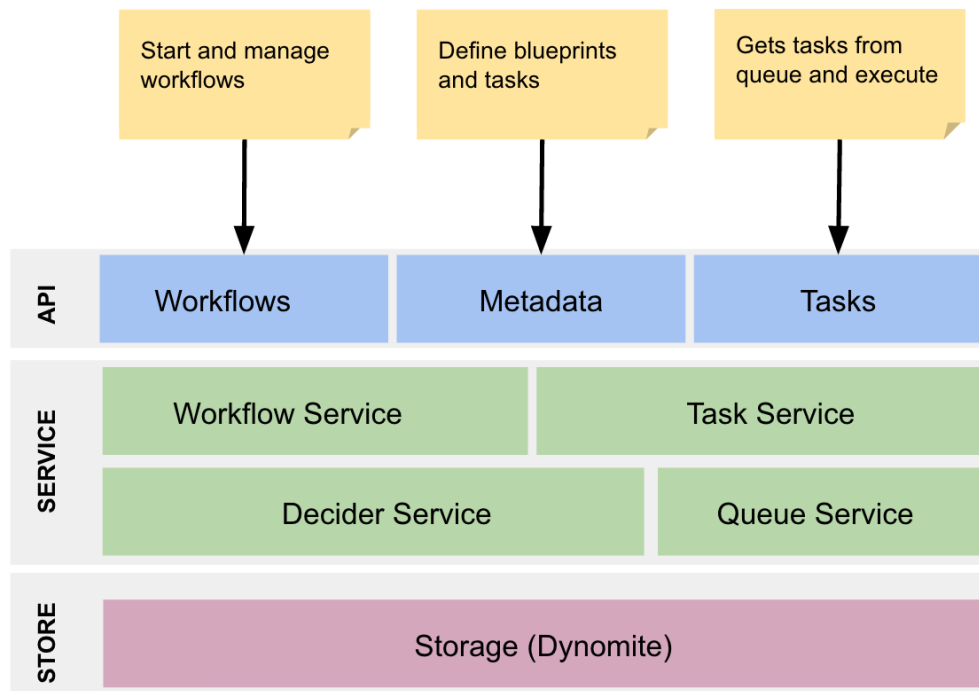 Start and manage
workflows
Define blueprints
and tasks
Gets tasks from
queue and execute
API
Workflows
Metadata
Tasks
SERVICE
Workflow Service
Task Service
Decider Service
Queue Service
STORE
Storage (Dynomite)